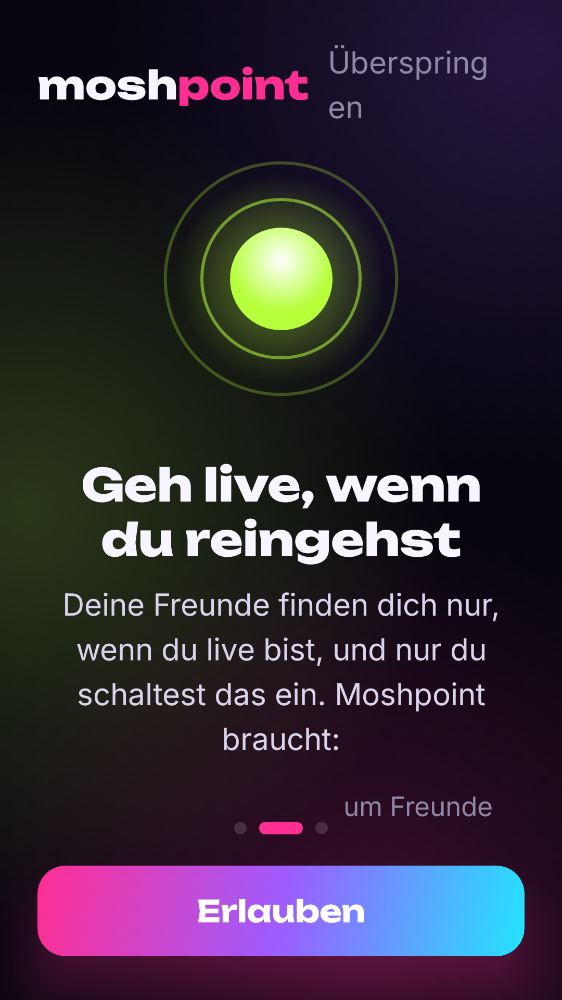 moshpoint
Überspring
en
Geh live, wenn
du reingehst
Deine Freunde finden dich nur,
wenn du live bist, und nur du
schaltest das ein. Moshpoint
braucht:
um Freunde
Erlauben